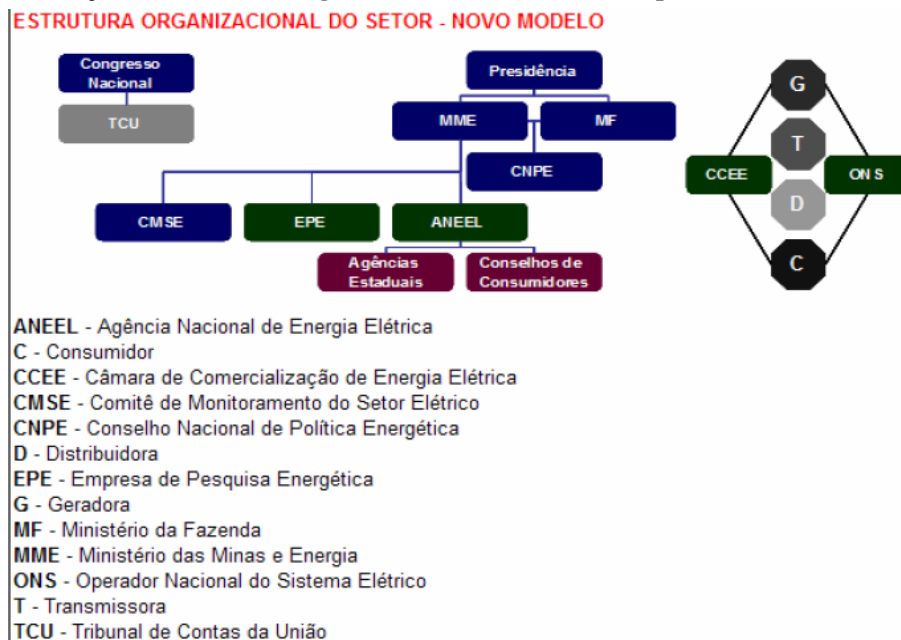 ESTRUTURA ORGANIZACIONAL DO SETOR - NOVO MODELO
Congresso
Nacional
TCU
Presidência
MME
MF
CNPE
CMSE
EPE
ANEEL
Agências
Estaduais
Conselhos de
Consumidores
G
T
D
C
CCEE
ONS
ANEEL - Agência Nacional de Energia Elétrica
C - Consumidor
CCEE - Câmara de Comercialização de Energia Elétrica
CMSE - Comitê de Monitoramento do Setor Elétrico
CNPE - Conselho Nacional de Política Energética
D - Distribuidora
EPE - Empresa de Pesquisa Energética
G - Geradora
MF - Ministério da Fazenda
MME - Ministério das Minas e Energia
ONS - Operador Nacional do Sistema Elétrico
T - Transmissora
TCU - Tribunal de Contas da União